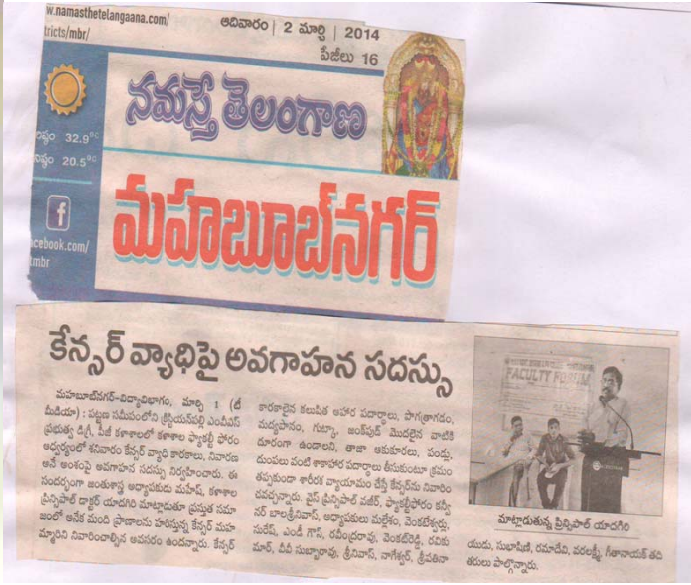 w.namasthetelangaana.com/
tricts/mbr/
ఆదివారం | 2 మార్చి | 2014
పేజీలు 16
నమస్తే తెలంగాణ
ష్ఠం 32.9°C
ష్ఠం 20.5°C
f
acebook.com/
tmbr
మహబూబ్‌నగర్
కేన్సర్ వ్యాధిపై అవగాహన సదస్సు
మహబూబ్‌నగర్-విద్యావిభాగం, మార్చి 1 (టీ
మీడియా) : పట్టణ సమీపంలోని క్రిస్టియన్‌పల్లి ఎంవీఎస్
ప్రభుత్వ డిగ్రీ, పీజీ కళాశాలలో కళాశాల ఫ్యాకల్టీ ఫోరం
ఆధ్వర్యంలో శనివారం కేన్సర్ వ్యాధి కారకాలు, నివారణ
అనే అంశంపై అవగాహన సదస్సు నిర్వహించారు. ఈ
సందర్భంగా జంతుశాస్త్ర అధ్యాపకుడు మహేష్, కళాశాల
ప్రిన్సిపాల్ డాక్టర్ యాదగిరి మాట్లాడుతూ ప్రస్తుత సమా
జంలో అనేక మంది ప్రాణాలను హరిస్తున్న కేన్సర్ మహ
మ్మారిని నివారించాల్సిన అవసరం ఉందన్నారు. కేన్సర్
కారకాలైన కలుషిత ఆహార పదార్థాలు, పొగత్రాగడం,
మద్యపానం, గుట్కా, జంక్‌ఫుడ్ మొదలైన వాటికి
దూరంగా ఉండాలని, తాజా ఆకుకూరలు, పండ్లు,
దుంపలు వంటి శాకాహార పదార్థాలు తీసుకుంటూ క్రమం
తప్పకుండా శారీరక వ్యాయామం చేస్తే కేన్సర్‌ను నివారిం
చవచ్చన్నారు. వైస్ ప్రిన్సిపాల్ నజీర్, ఫ్యాకల్టీఫోరం కన్వీ
నర్ బాలశ్రీనివాస్, అధ్యాపకులు మల్లేశం, వెంకటేశ్వర్లు,
సురేష్, ఎండీ గౌస్, రవీంద్రరావు, వెంకట్‌రెడ్డి, రవికు
మార్, వీవీ సుబ్బారావు, శ్రీనివాస్, నాగేశ్వర్, శ్రీపతినా
FACULTY FORUM
మాట్లాడుతున్న ప్రిన్సిపాల్ యాదగిరి
యుడు, సుభాషిణి, రమాదేవి, వరలక్ష్మి, గీతానాయక్ తది
తరులు పాల్గొన్నారు.